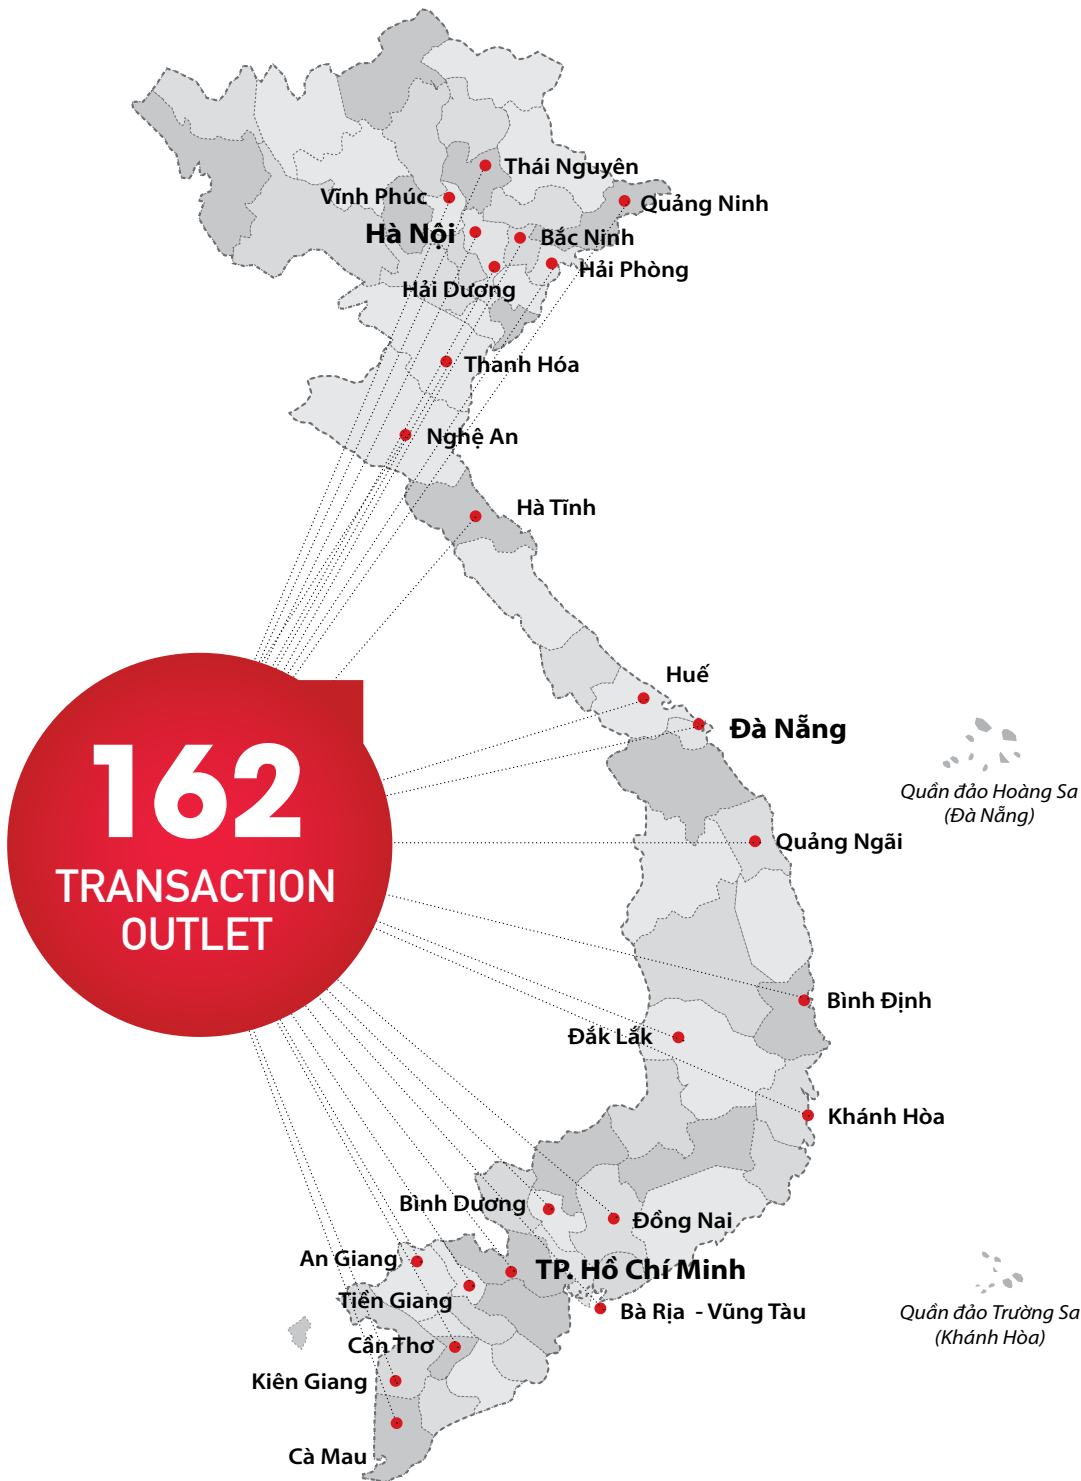 Thái Nguyên
Vĩnh Phúc
Quảng Ninh
Hà Nội
Bắc Ninh
Hải Phòng
Hải Dương
Thanh Hóa
Nghệ An
Hà Tĩnh
Huế
Đà Nẵng
162
TRANSACTION
OUTLET
Quần đảo Hoàng Sa
(Đà Nẵng)
Quảng Ngãi
Bình Định
Đắk Lắk
Khánh Hòa
Bình Dương
Đồng Nai
An Giang
TP. Hồ Chí Minh
Tiền Giang
Bà Rịa - Vũng Tàu
Quần đảo Trường Sa
(Khánh Hòa)
Cần Thơ
Kiên Giang
Cà Mau